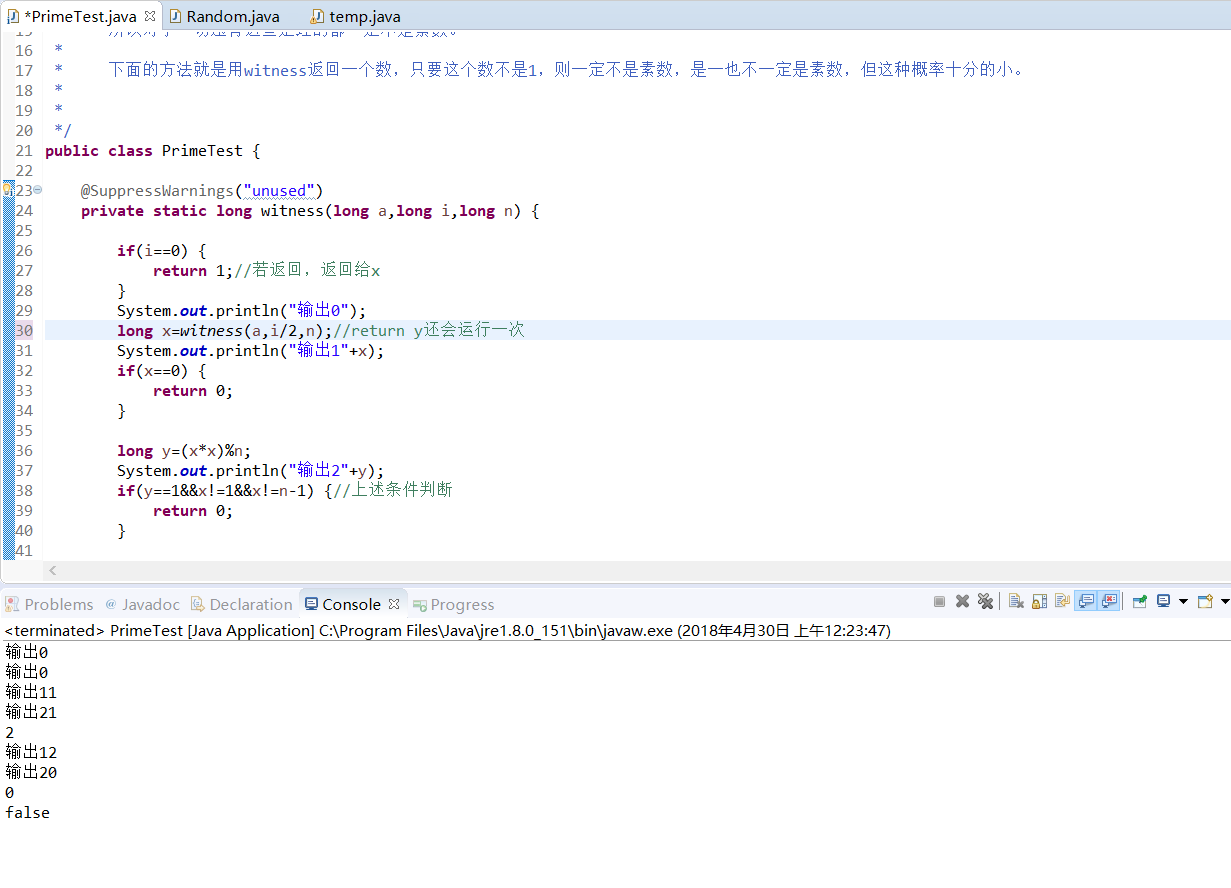 *PrimeTest.java Random.java temp.java
16 *
17 * 下面的方法就是用witness返回一个数，只要这个数不是1，则一定不是素数，是一也不一定是素数，但这种概率十分的小。
18 *
19 *
20 */
21 public class PrimeTest {
22
23 @SuppressWarnings("unused")
24 private static long witness(long a,long i,long n) {
25
26 if(i==0) {
27 return 1;//若返回，返回给x
28 }
29 System.out.println("输出0");
30 long x=witness(a,i/2,n);//return y还会运行一次
31 System.out.println("输出1"+x);
32 if(x==0) {
33 return 0;
34 }
35
36 long y=(x*x)%n;
37 System.out.println("输出2"+y);
38 if(y==1&&x!=1&&x!=n-1) {//上述条件判断
39 return 0;
40 }
41
Problems @ Javadoc Declaration Console Progress
<terminated> PrimeTest [Java Application] C:\Program Files\Java\jre1.8.0_151\bin\javaw.exe (2018年4月30日 上午12:23:47)
输出0
输出0
输出11
输出21
2
输出12
输出20
0
false